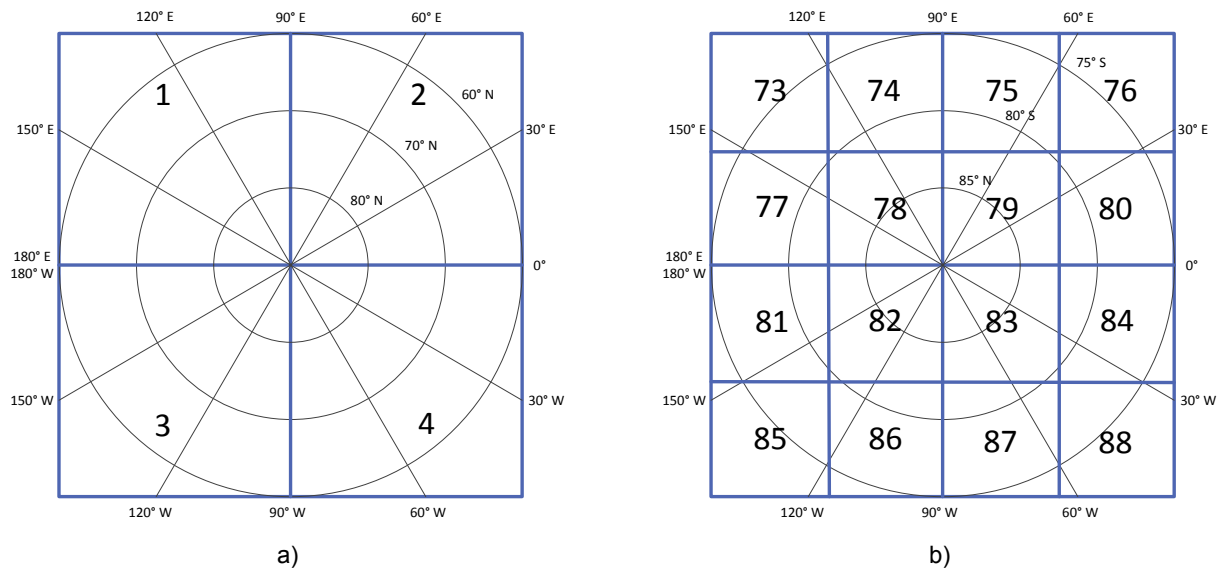 120° E 90° E 60° E
1 2 60° N
150° E 70° N 30° E
80° N
180° E
180° W 0°
150° W 30° W
3 4
120° W 90° W 60° W
a)
120° E 90° E 60° E
75° S
73 74 75 76
80° S
150° E 30° E
85° N
77 78 79 80
180° E
180° W 0°
81 82 83 84
150° W 30° W
85 86 87 88
120° W 90° W 60° W
b)